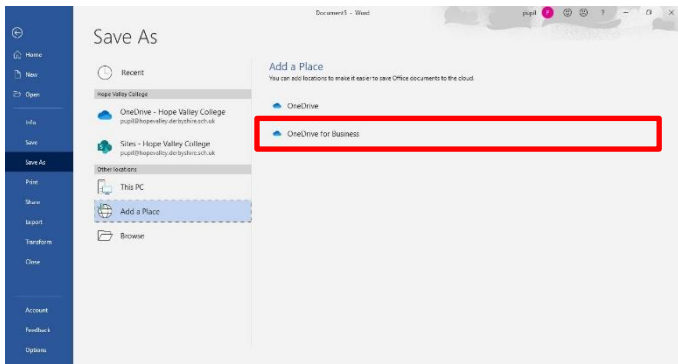 Document5 - Word
pupil
P
?
Save As
Home
New
Open
Info
Save
Save As
Print
Share
Export
Transform
Close
Account
Feedback
Options
Recent
Hope Valley College
OneDrive - Hope Valley College
pupil@hopevalley.derbyshire.sch.uk
Sites - Hope Valley College
pupil@hopevalley.derbyshire.sch.uk
Other locations
This PC
Add a Place
Browse
Add a Place
You can add locations to make it easier to save Office documents to the cloud.
OneDrive
OneDrive for Business